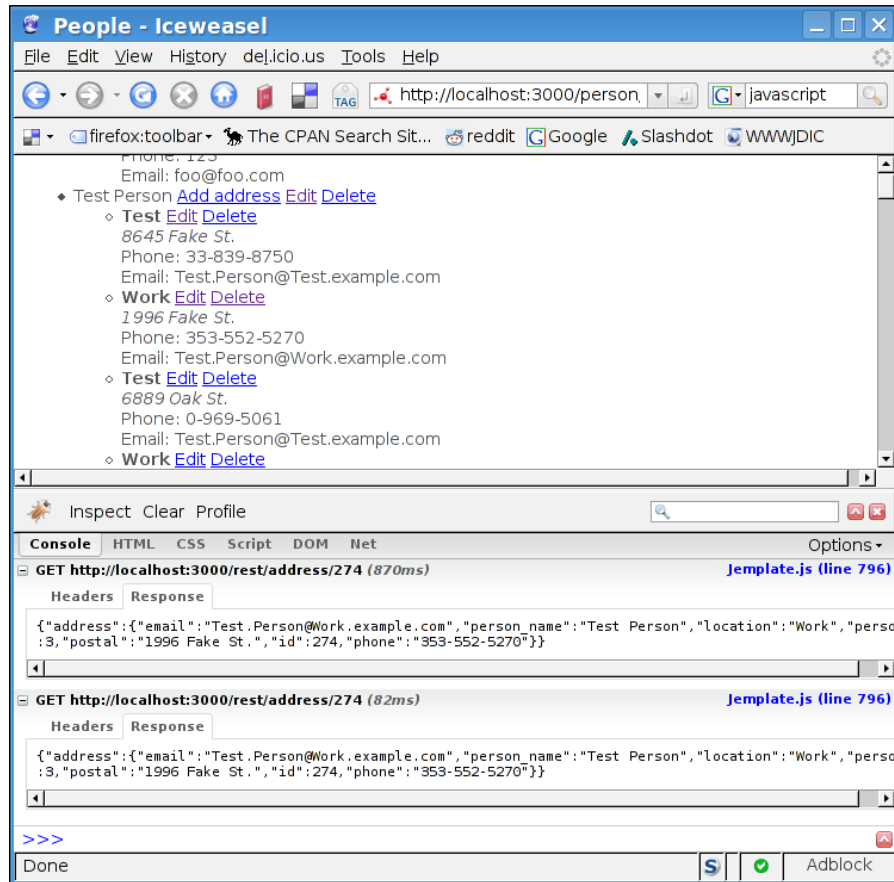 People - Iceweasel
File Edit View History del.icio.us Tools Help
TAG http://localhost:3000/person, G javascript
firefox:toolbar The CPAN Search Sit... reddit G Google Slashdot WWWJDIC
Phone: 123
Email: foo@foo.com
Test Person Add address Edit Delete
Test Edit Delete
8645 Fake St.
Phone: 33-839-8750
Email: Test.Person@Test.example.com
Work Edit Delete
1996 Fake St.
Phone: 353-552-5270
Email: Test.Person@Work.example.com
Test Edit Delete
6889 Oak St.
Phone: 0-969-5061
Email: Test.Person@Test.example.com
Work Edit Delete
Inspect Clear Profile
Console HTML CSS Script DOM Net Options
GET http://localhost:3000/rest/address/274 (870ms) Jemplate.js (line 796)
Headers Response
{"address":{"email":"Test.Person@Work.example.com","person_name":"Test Person","location":"Work","perso
:3,"postal":"1996 Fake St.","id":274,"phone":"353-552-5270"}}
GET http://localhost:3000/rest/address/274 (82ms) Jemplate.js (line 796)
Headers Response
{"address":{"email":"Test.Person@Work.example.com","person_name":"Test Person","location":"Work","perso
:3,"postal":"1996 Fake St.","id":274,"phone":"353-552-5270"}}
>>>
Done S Adblock